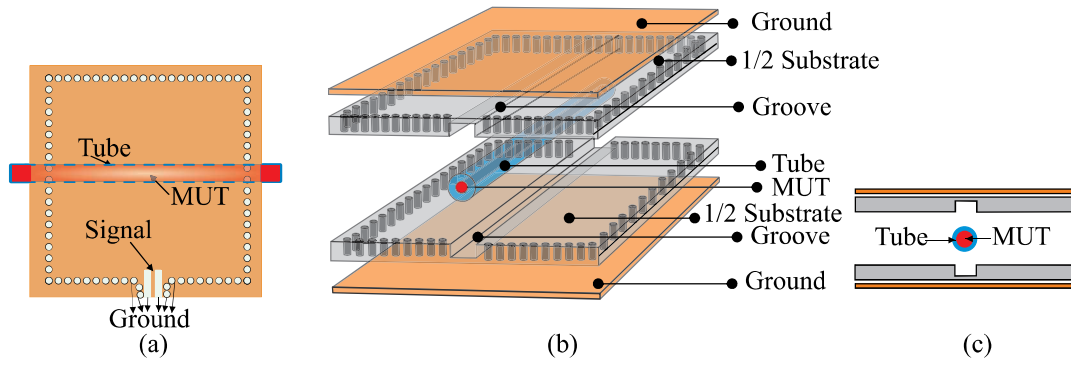 Tube
MUT
Signal
Ground
(a)
Ground
1/2 Substrate
Groove
Tube
MUT
1/2 Substrate
Groove
Ground
(b)
Tube
MUT
(c)